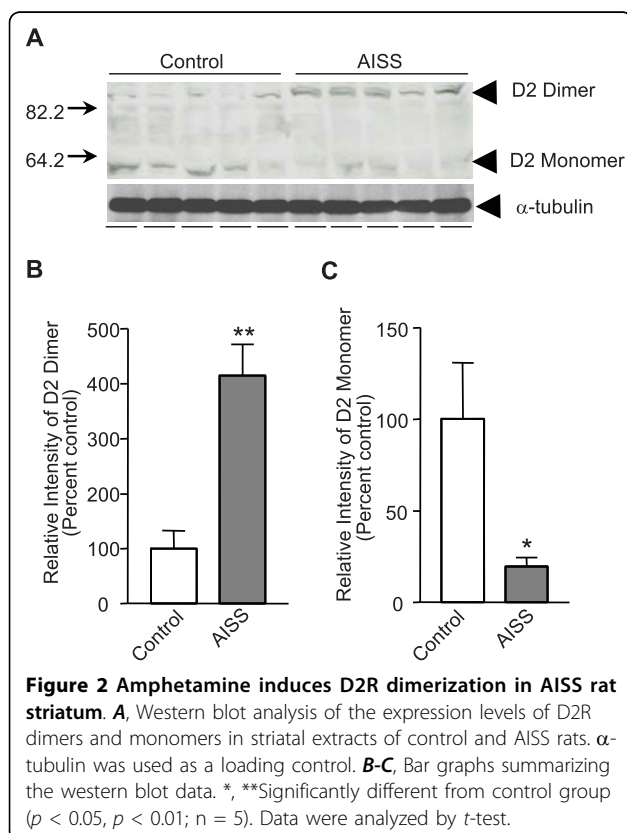 A
Control AISS
82.2
64.2
D2 Dimer
D2 Monomer
α-tubulin
B
Relative Intensity of D2 Dimer
(Percent control)
500
400
300
200
100
0
**
Control
AISS
C
Relative Intensity of D2 Monomer
(Percent control)
150
100
50
0
*
Control
AISS
Figure 2 Amphetamine induces D2R dimerization in AISS rat
striatum. A, Western blot analysis of the expression levels of D2R
dimers and monomers in striatal extracts of control and AISS rats. α-
tubulin was used as a loading control. B-C, Bar graphs summarizing
the western blot data. *, **Significantly different from control group
(p < 0.05, p < 0.01; n = 5). Data were analyzed by t-test.